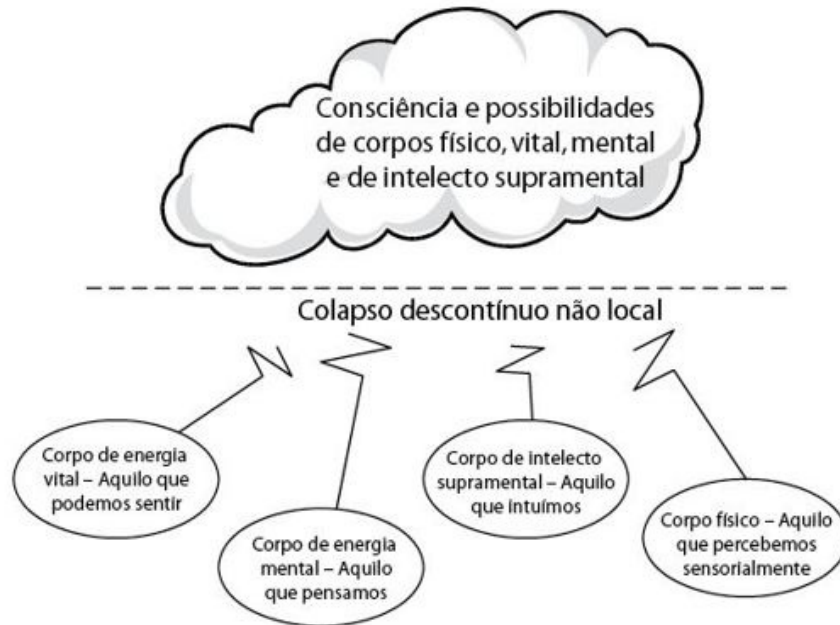 Consciência e possibilidades
de corpos físico, vital, mental
e de intelecto supramental
Colapso descontínuo não local
Corpo de energia
vital – Aquilo que
podemos sentir
Corpo de energia
mental – Aquilo
que pensamos
Corpo de intelecto
supramental – Aquilo
que intuímos
Corpo físico – Aquilo
que percebemos
sensorialmente